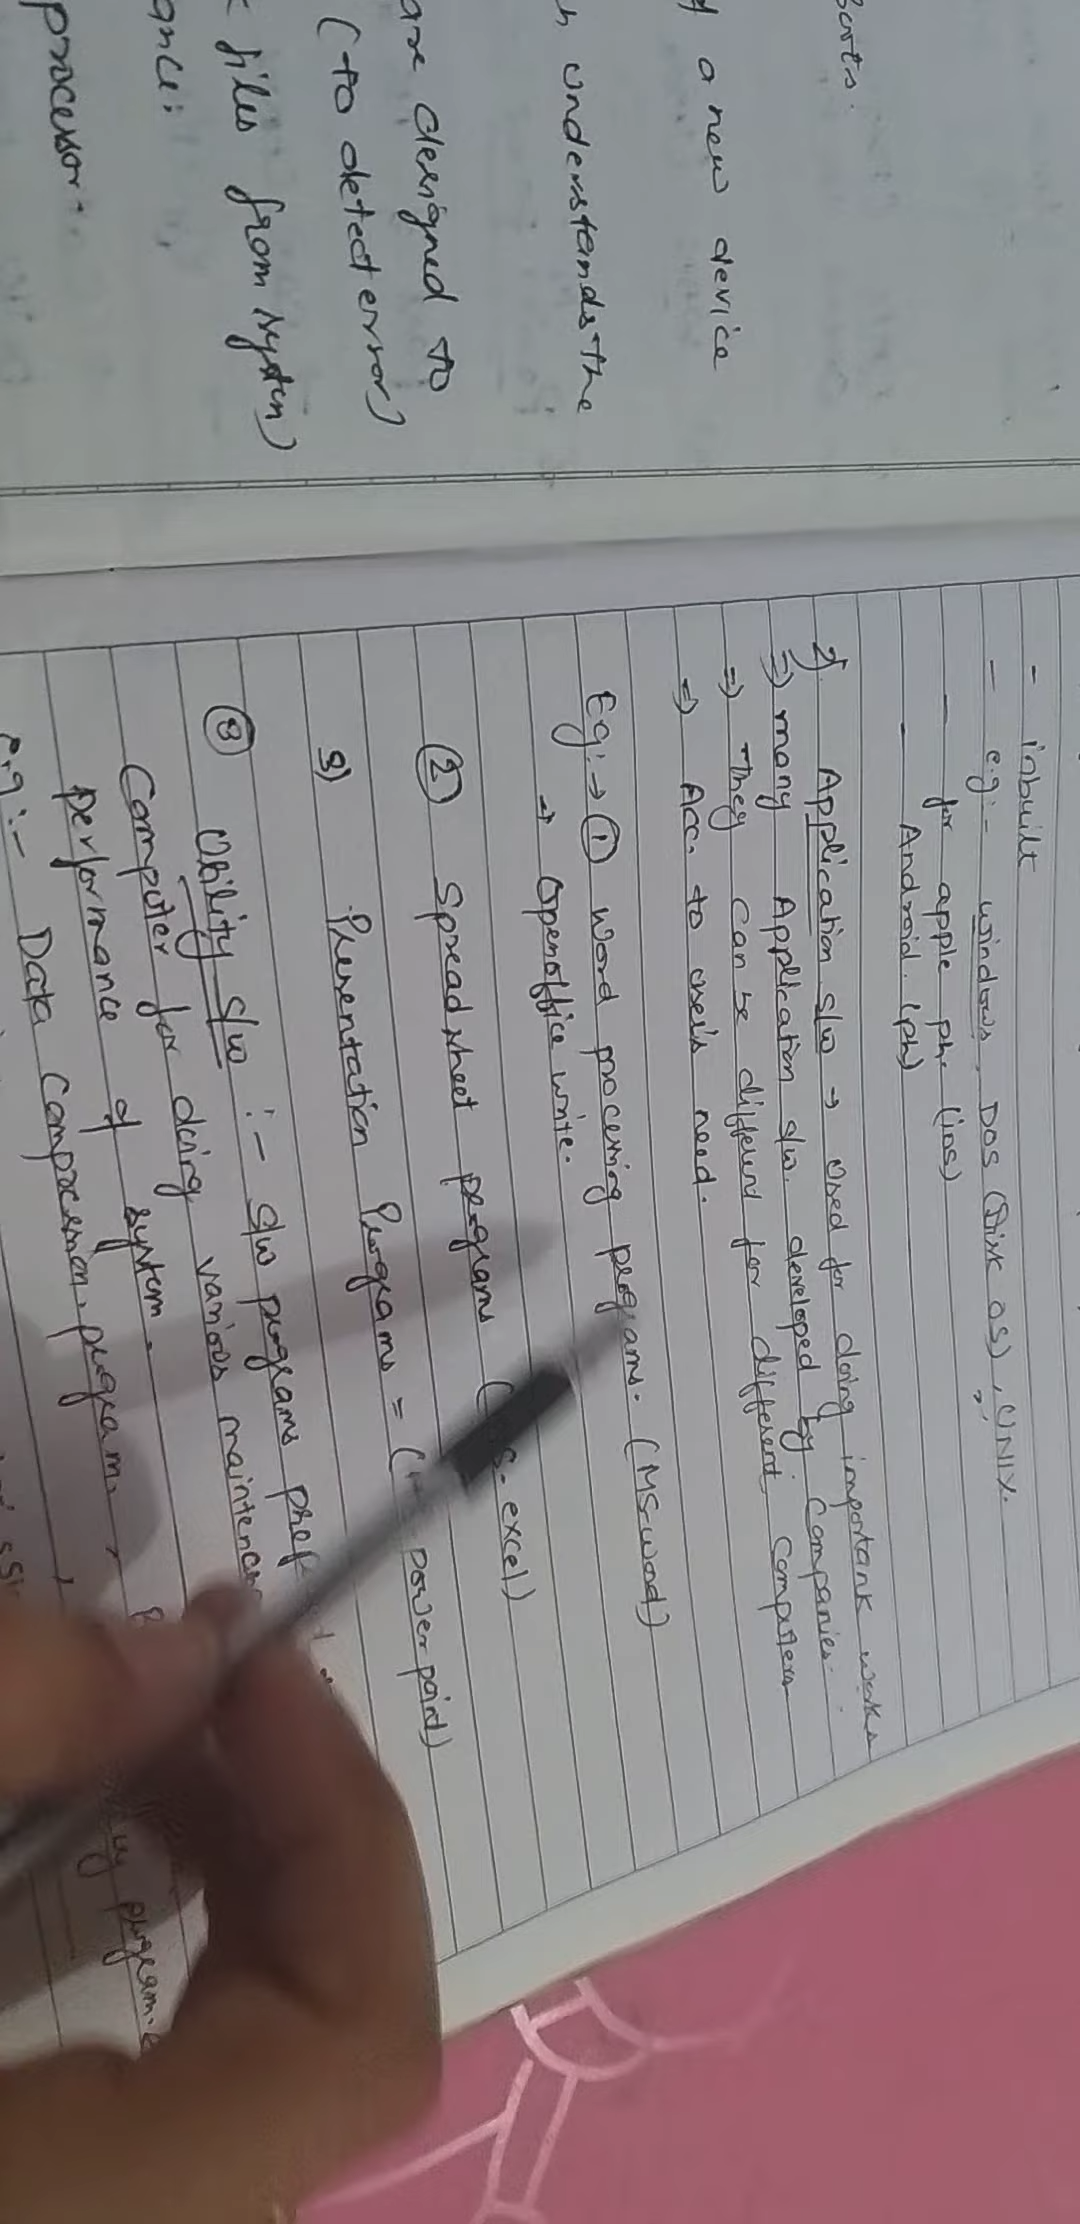 boots.
a new device
understands the
are designed to
(to detect error)
files from system)
ance:
processor.
- inbuilt
- e.g:- windows, DOS (Disk OS), UNIX.
- for apple ph. (ios)
- Android. (ph)
2) Application s/w → Used for doing important works
=) many Application s/w. developed by Companies.
=) They can be different for different computers
=) Acc. to user's need.
Eg: → ① word processing programs. (MS word)
→ Openoffice write.
② Spreadsheet programs ( -excel)
3) Presentation Programs = ( power point)
③ Utility s/w :- s/w programs
Computer for doing various
performance of system.
e.g:- Data Compression, program,
program